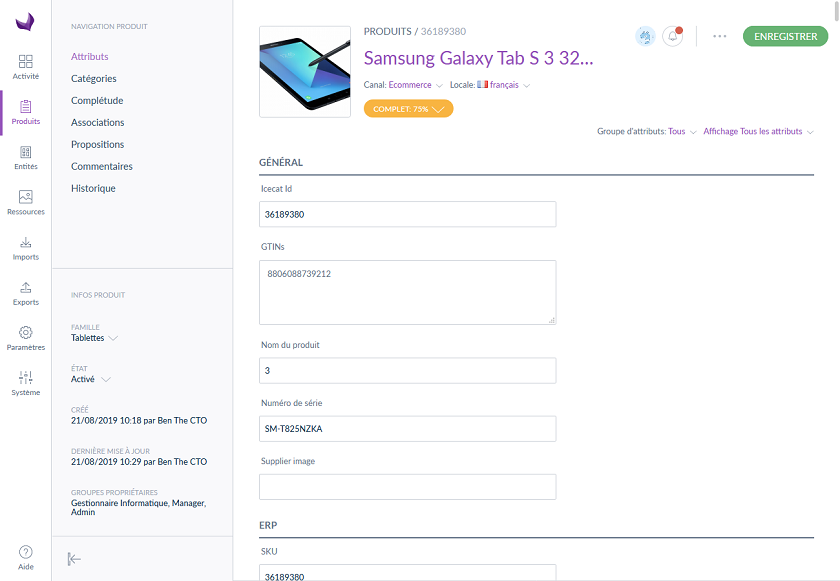 Activité
Produits
Entités
Ressources
Imports
Exports
Paramètres
Système
Aide
NAVIGATION PRODUIT
Attributs
Catégories
Complétude
Associations
Propositions
Commentaires
Historique
INFOS PRODUIT
FAMILLE
Tablettes
ÉTAT
Activé
CRÉÉ
21/08/2019 10:18 par Ben The CTO
DERNIÈRE MISE À JOUR
21/08/2019 10:29 par Ben The CTO
GROUPES PROPRIÉTAIRES
Gestionnaire Informatique, Manager,
Admin
PRODUITS / 36189380
ENREGISTRER
Samsung Galaxy Tab S 3 32...
Canal: Ecommerce Locale: français
COMPLET: 75%
Groupe d'attributs: Tous Affichage Tous les attributs
GÉNÉRAL
Icecat Id
36189380
GTINs
8806088739212
Nom du produit
3
Numéro de série
SM-T825NZKA
Supplier image
ERP
SKU
36189380